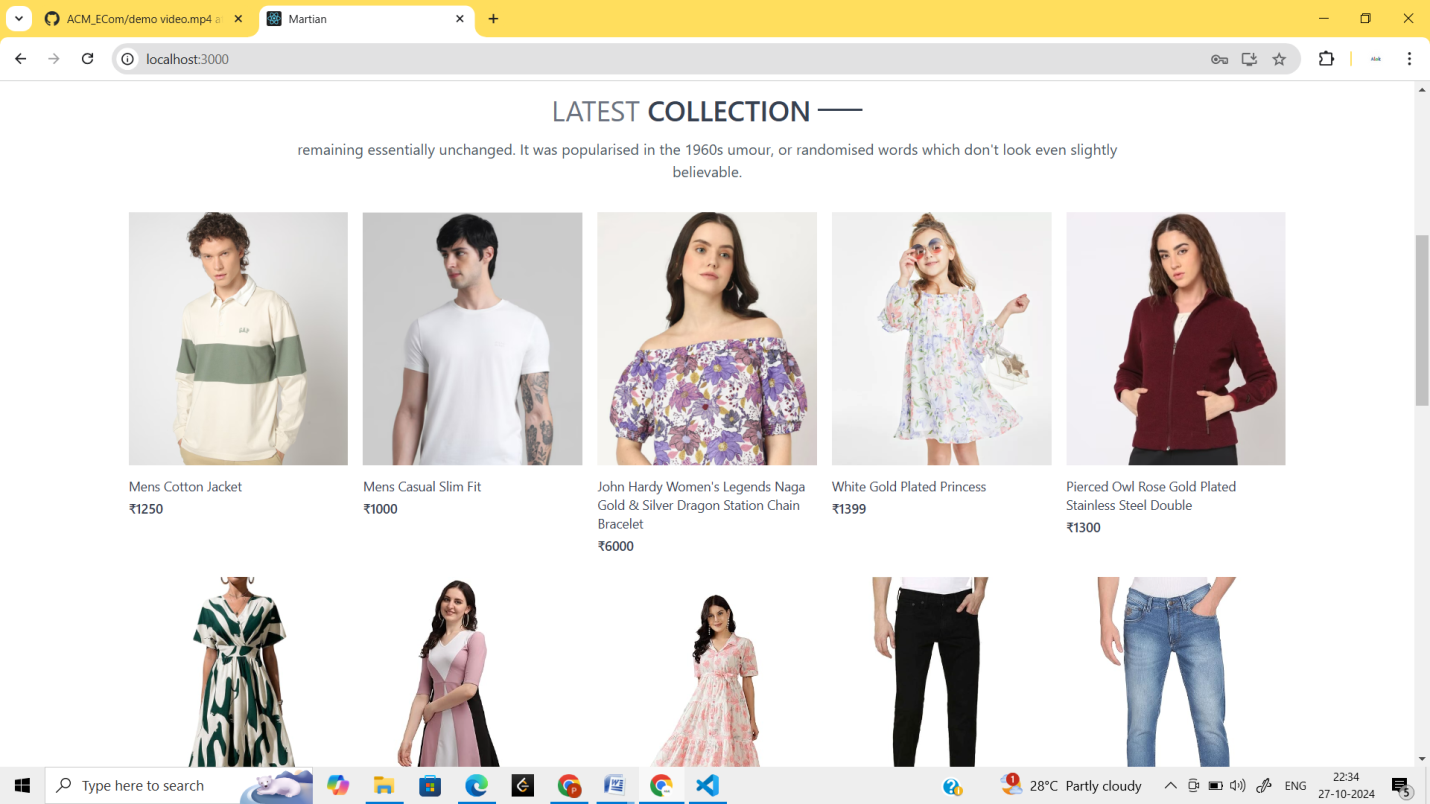 ACM_ECom/demo video.mp4 a
Martian
localhost:3000
LATEST COLLECTION
remaining essentially unchanged. It was popularised in the 1960s umour, or randomised words which don't look even slightly
believable.
GAP
Mens Cotton Jacket
₹1250
Mens Casual Slim Fit
₹1000
John Hardy Women's Legends Naga
Gold & Silver Dragon Station Chain
Bracelet
₹6000
White Gold Plated Princess
₹1399
Pierced Owl Rose Gold Plated
Stainless Steel Double
₹1300
Type here to search
1
28°C Partly cloudy
ENG
22:34
27-10-2024
5